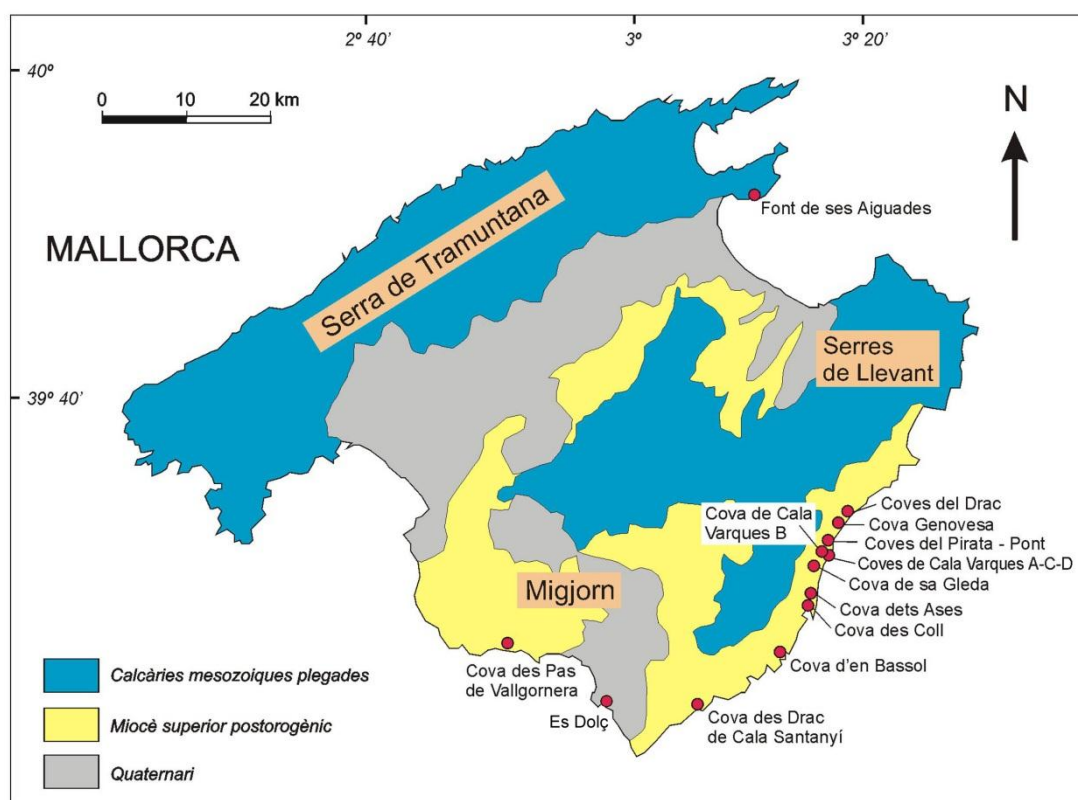 2º 40'
3º
3º 20'
40º
0 10 20 km
N
Font de ses Aiguades
MALLORCA
Serra de Tramuntana
Serres
de Llevant
39º 40'
Coves del Drac
Cova de Cala
Varques B
Cova Genovesa
Coves del Pirata - Pont
Coves de Cala Varques A-C-D
Cova de sa Gleda
Migjorn
Cova dets Ases
Cova des Coll
Cova d'en Bassol
Cova des Pas
de Vallgornera
Es Dolç
Cova des Drac
de Cala Santanyí
Calcàries mesozoiques plegades
Miocè superior postorogènic
Quaternari